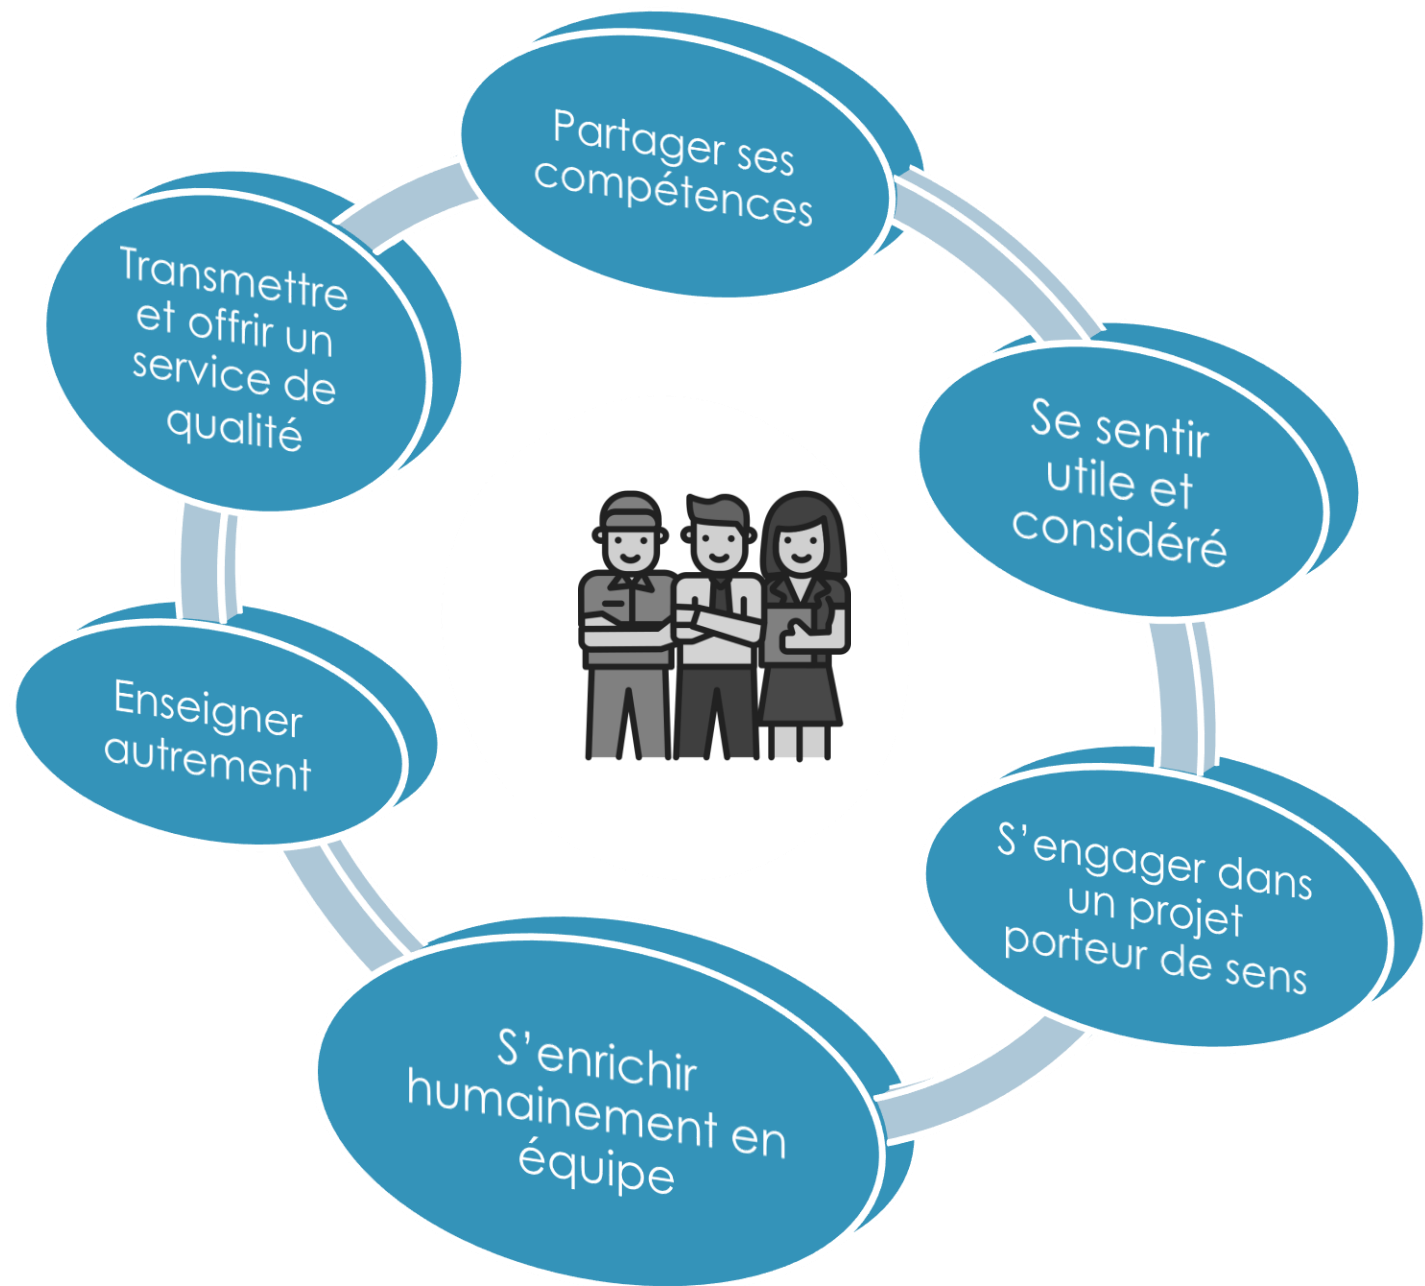 Partager ses
compétences
Se sentir
utile et
considéré
S'engager dans
un projet
porteur de sens
S'enrichir
humainement en
équipe
Enseigner
autrement
Transmettre
et offrir un
service de
qualité